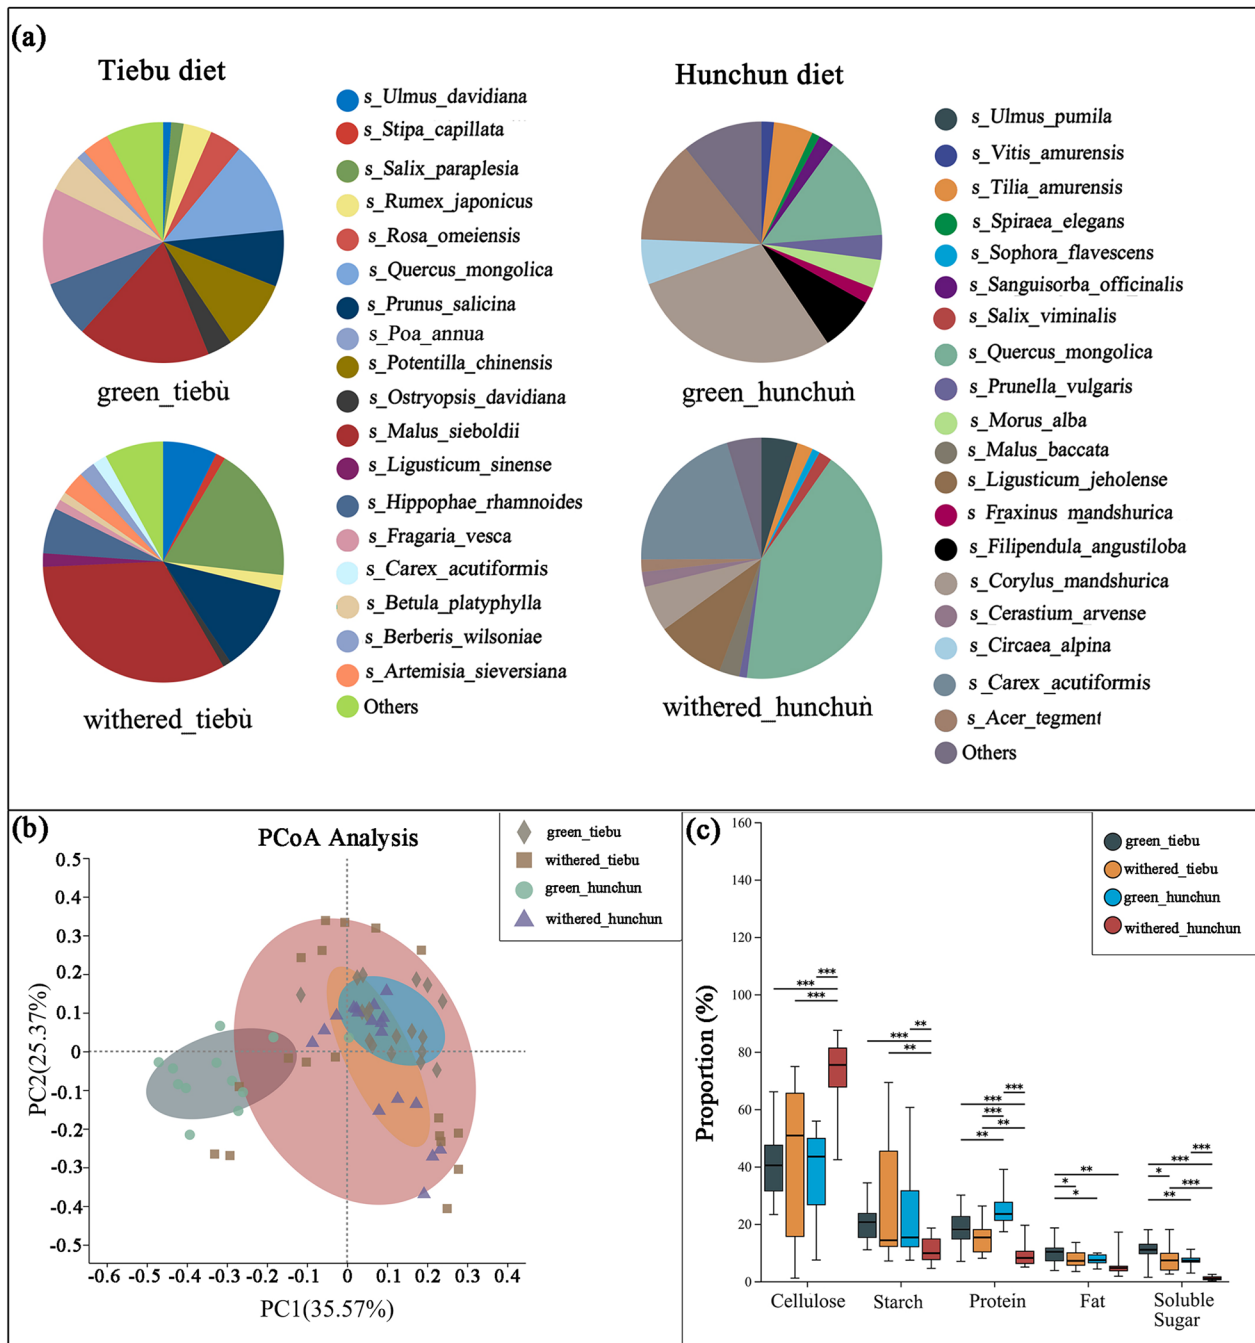 (a)
Tiebu diet
green_tiebu
withered_tiebu
s_Ulmus_davidiana
s_Stipa_capillata
s_Salix_paraplesia
s_Rumex_japonicus
s_Rosa_omeiensis
s_Quercus_mongolica
s_Prunus_salicina
s_Poa_annua
s_Potentilla_chinensis
s_Ostryopsis_davidiana
s_Malus_sieboldii
s_Ligusticum_sinense
s_Hippophae_rhamnoides
s_Fragaria_vesca
s_Carex_acutiformis
s_Betula_platyphylla
s_Berberis_wilsoniae
s_Artemisia_sieversiana
Others
Hunchun diet
green_hunchun
withered_hunchun
s_Ulmus_pumila
s_Vitis_amurensis
s_Tilia_amurensis
s_Spiraea_elegans
s_Sophora_flavescens
s_Sanguisorba_officinalis
s_Salix_viminalis
s_Quercus_mongolica
s_Prunella_vulgaris
s_Morus_alba
s_Malus_baccata
s_Ligusticum_jeholense
s Fraxinus mandshurica
s_Filipendula_angustiloba
s_Corylus_mandshurica
s_Cerastium_arvense
s_Circaea_alpina
s_Carex_acutiformis
s_Acer_tegment
Others
(b)
PCoA Analysis
green_tiebu
withered_tiebu
green_hunchun
withered_hunchun
PC2(25.37%)
0.5
0.4
0.3
0.2
0.1
0
-0.1
-0.2
-0.3
-0.4
-0.5
-0.6 -0.5 -0.4 -0.3 -0.2 -0.1 0 0.1 0.2 0.3 0.4
PC1(35.57%)
(c)
green_tiebu
withered_tiebu
green_hunchun
withered_hunchun
Proportion (%)
160
140
120
100
80
60
40
20
0
***
***
***
**
***
**
***
***
***
**
**
**
*
*
***
***
*
***
**
Cellulose Starch Protein Fat Soluble
Sugar